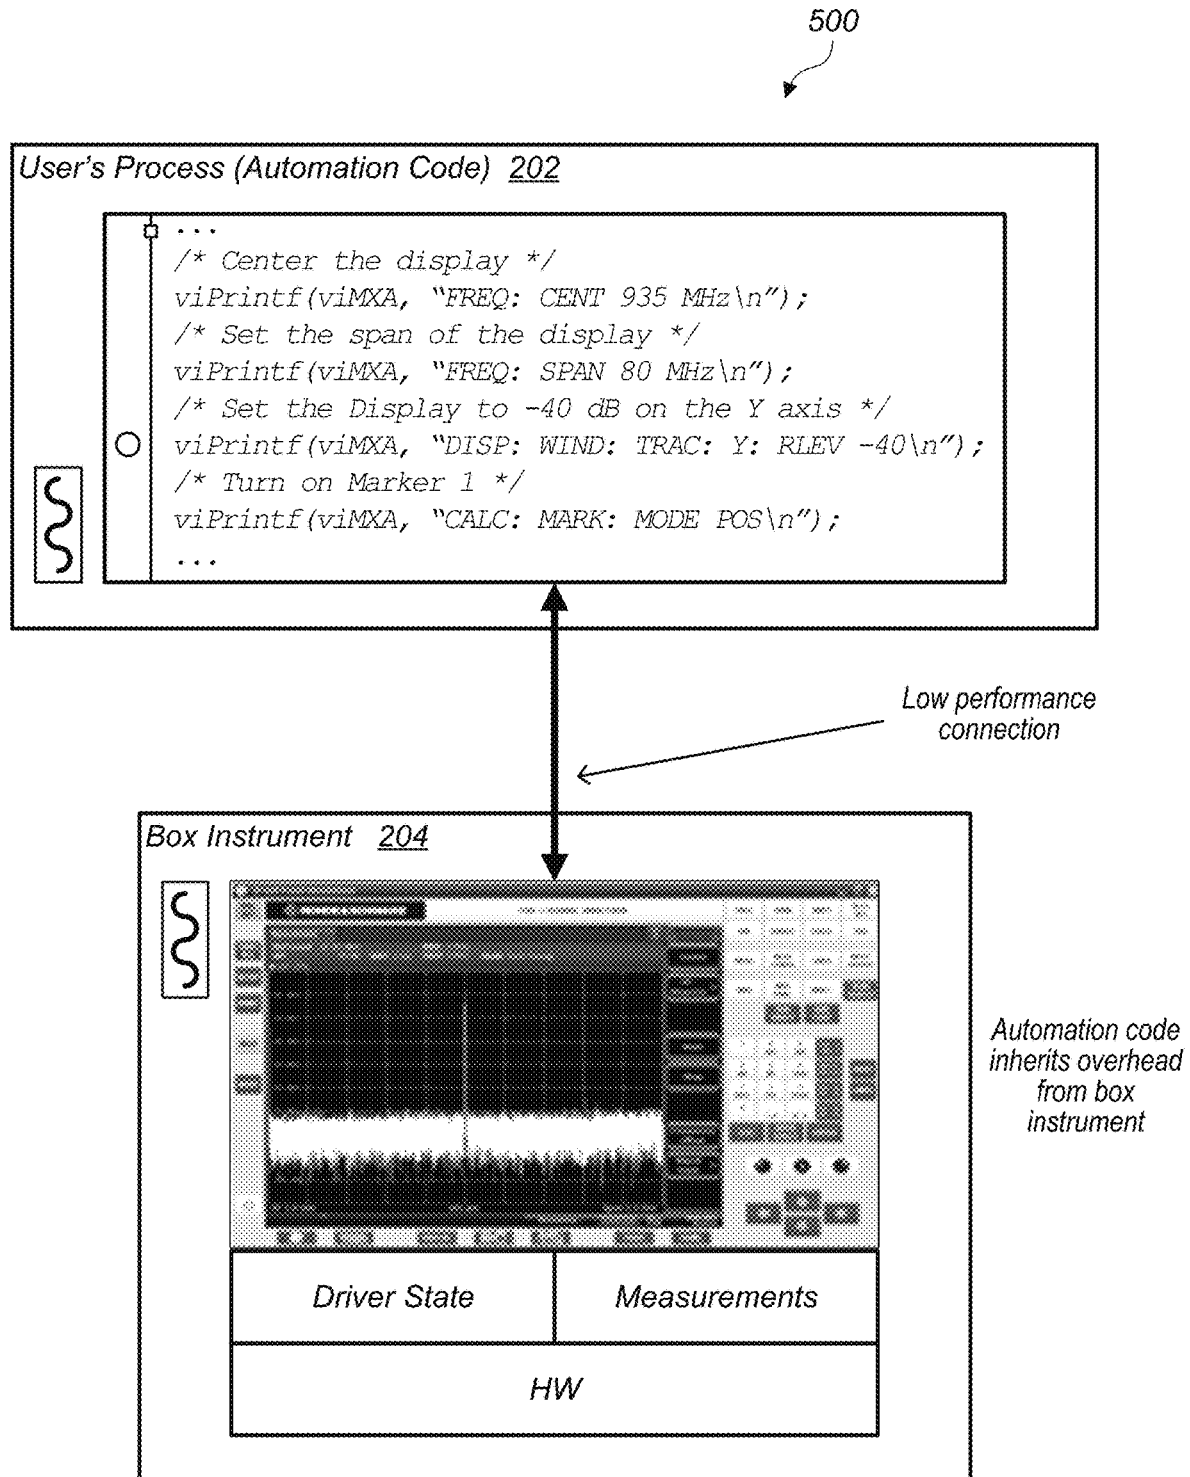 500
User's Process (Automation Code) 202
...
/* Center the display */
viPrintf(viMXA, “FREQ: CENT 935 MHz\n”);
/* Set the span of the display */
viPrintf(viMXA, “FREQ: SPAN 80 MHz\n”);
/* Set the Display to -40 dB on the Y axis */
viPrintf(viMXA, “DISP: WIND: TRAC: Y: RLEV -40\n”);
/* Turn on Marker 1 */
viPrintf(viMXA, “CALC: MARK: MODE POS\n”);
...
Low performance
connection
Box Instrument 204
Automation code
inherits overhead
from box
instrument
Driver State
Measurements
HW